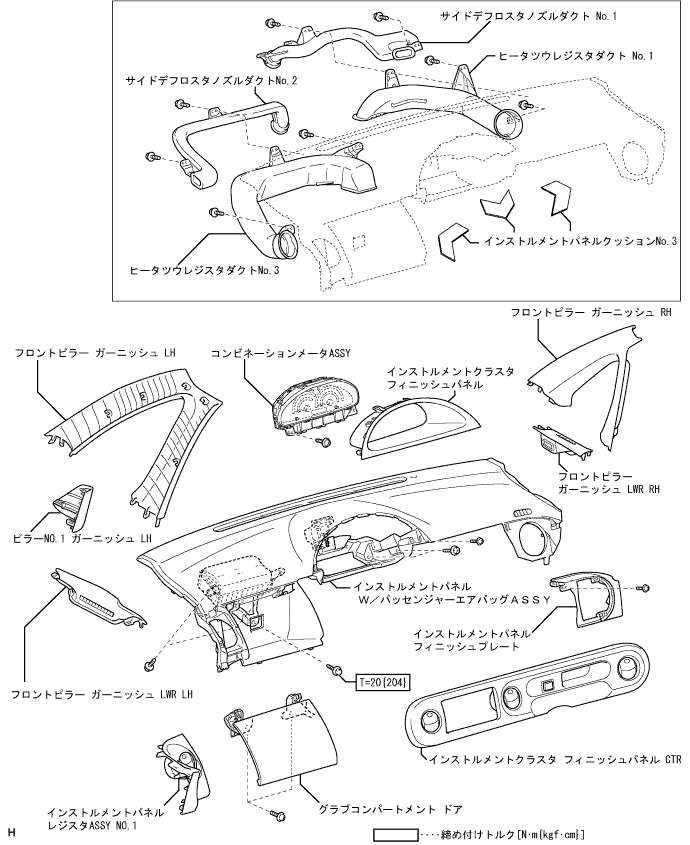 サイドデフロスタノズルダクト No.1
ヒータツウレジスタダクト No.1
サイドデフロスタノズルダクトNo.2
インストルメントパネルクッションNo.3
ヒータツウレジスタダクトNo.3
フロントピラー ガーニッシュ RH
フロントピラー ガーニッシュ LH
コンビネーションメータASSY
インストルメントクラスタ
フィニッシュパネル
フロントピラー
ガーニッシュ LWR RH
ピラーNO.1 ガーニッシュ LH
インストルメントパネル
W／パッセンジャーエアバッグＡＳＳＹ
インストルメントパネル
フィニッシュプレート
フロントピラー ガーニッシュ LWR LH
T=20{204}
インストルメントクラスタ フィニッシュパネル CTR
インストルメントパネル
レジスタASSY NO.1
グラブコンパートメント ドア
H
････締め付けトルク[N･m{kgf･cm}]